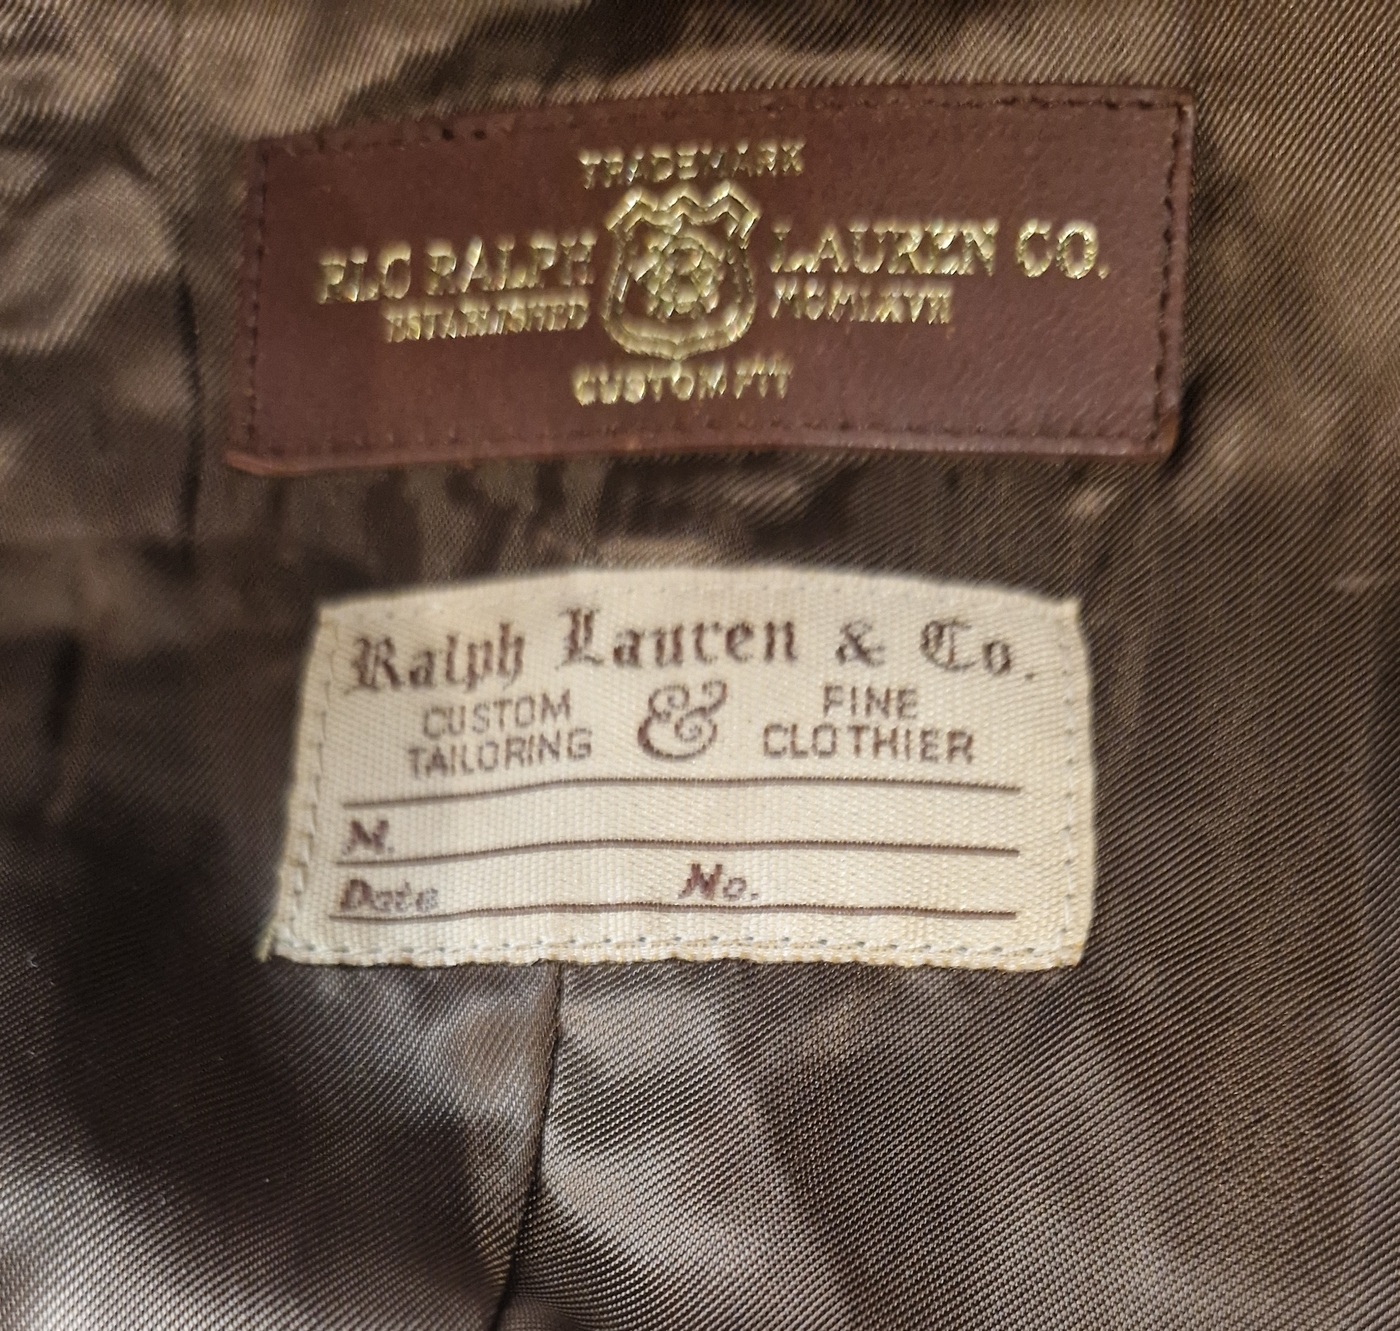 TRADEMARK
RLC RALPH LAUREN CO.
ESTABLISHED MCMLXVII
CUSTOM FIT
Ralph Lauren & Co.
CUSTOM TAILORING & FINE CLOTHIER
M.
Date No.